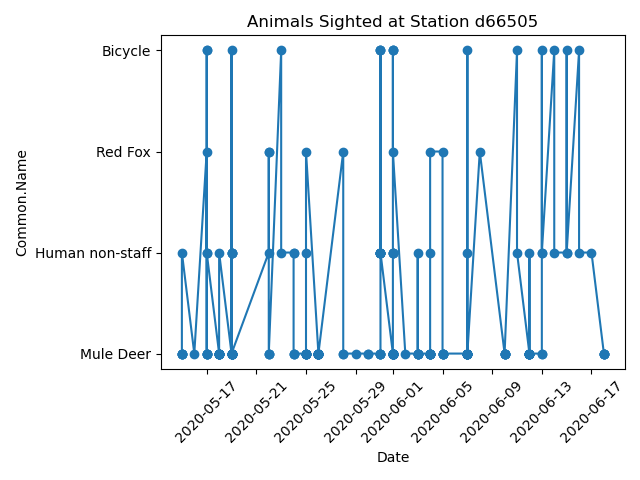 Animals Sighted at Station d66505
Common.Name
Bicycle
Red Fox
Human non-staff
Mule Deer
2020-05-17
2020-05-21
2020-05-25
2020-05-29
2020-06-01
2020-06-05
2020-06-09
2020-06-13
2020-06-17
Date